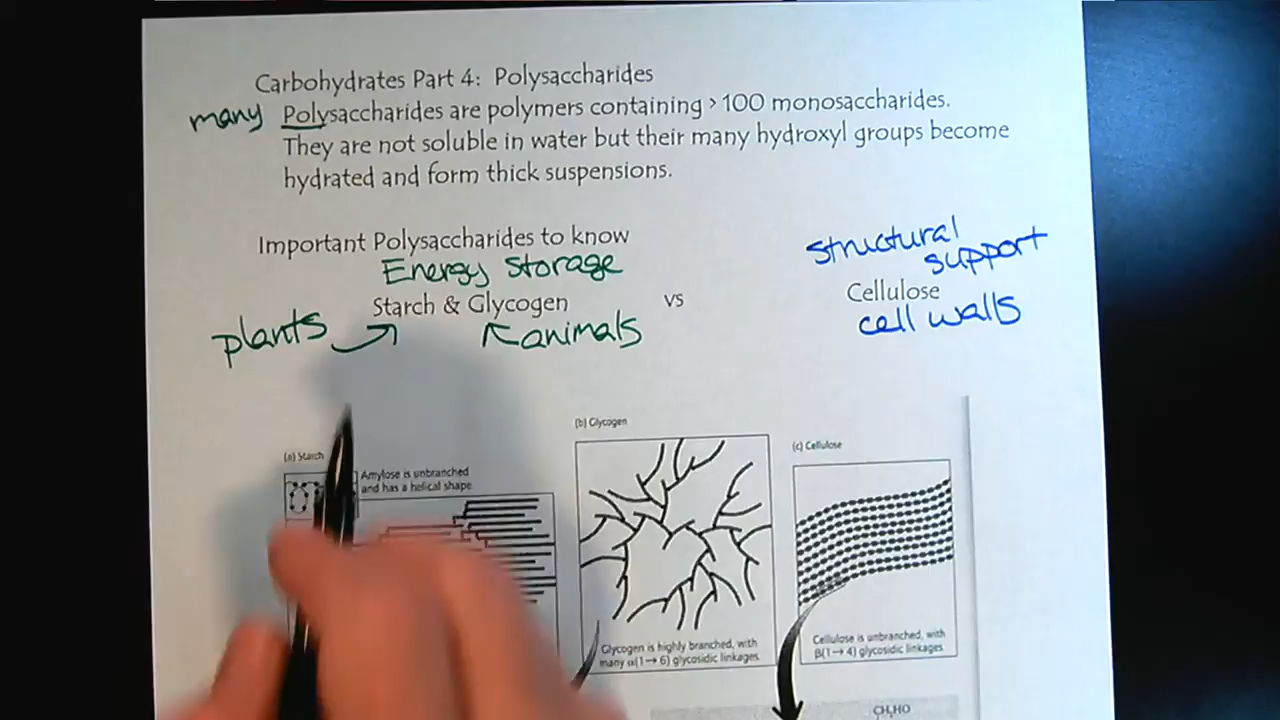 Carbohydrates Part 4: Polysaccharides
many Polysaccharides are polymers containing > 100 monosaccharides.
They are not soluble in water but their many hydroxyl groups become
hydrated and form thick suspensions.
Important Polysaccharides to know
Energy Storage
structural
support
Starch & Glycogen vs Cellulose
plants animals cell walls
(a) Starch
Amylose is unbranched
and has a helical shape
(b) Glycogen
Glycogen is highly branched, with
many α(1→6) glycosidic linkages.
(c) Cellulose
Cellulose is unbranched, with
β(1→4) glycosidic linkages.
CH₂HO